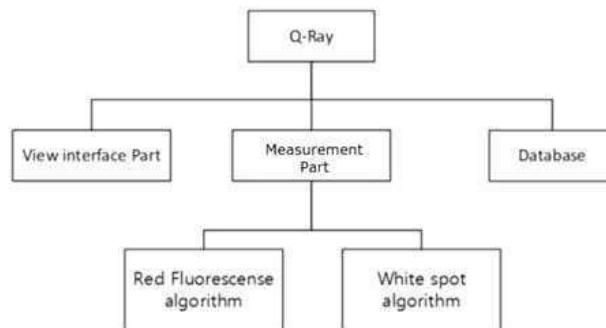 Q-Ray
View interface Part
Measurement
Part
Database
Red Fluorescense
algorithm
White spot
algorithm